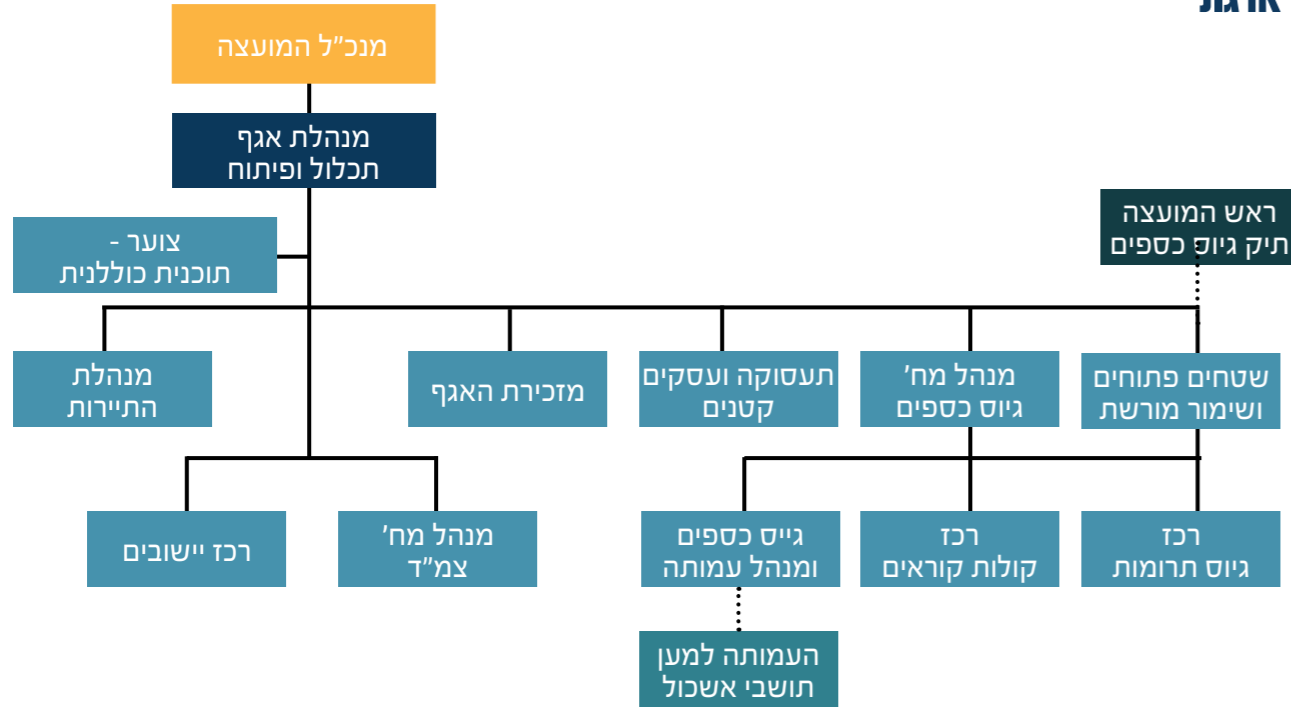 מנכ"ל המועצה
מנהלת אגף
תכלול ופיתוח
ראש המועצה
תיק גיוס כספים
צוער -
תוכנית כוללנית
שטחים פתוחים
ושימור מורשת
מנהל מח'
גיוס כספים
תעסוקה ועסקים
קטנים
מזכירת האגף
מנהלת
התיירות
רכז
גיוס תרומות
רכז
קולות קוראים
גייס כספים
ומנהל עמותה
מנהל מח'
צמ"ד
רכז יישובים
העמותה למען
תושבי אשכול